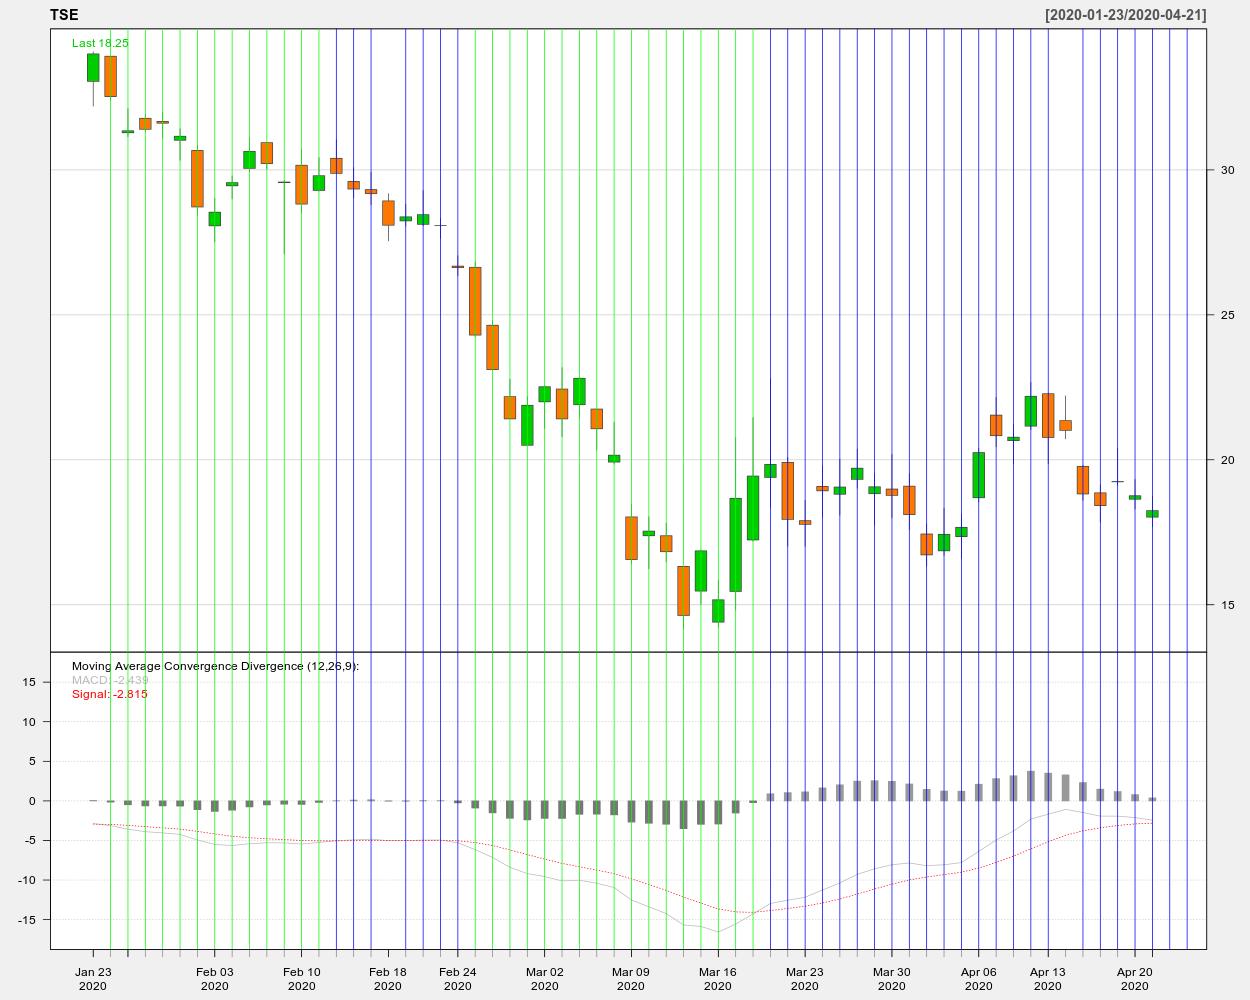 TSE [2020-01-23/2020-04-21]
Last 18.25
30
25
20
15
Moving Average Convergence Divergence (12,26,9):
MACD: -2.439
Signal: -2.815
15
10
5
0
-5
-10
-15
Jan 23 Feb 03 Feb 10 Feb 18 Feb 24 Mar 02 Mar 09 Mar 16 Mar 23 Mar 30 Apr 06 Apr 13 Apr 20
2020 2020 2020 2020 2020 2020 2020 2020 2020 2020 2020 2020 2020